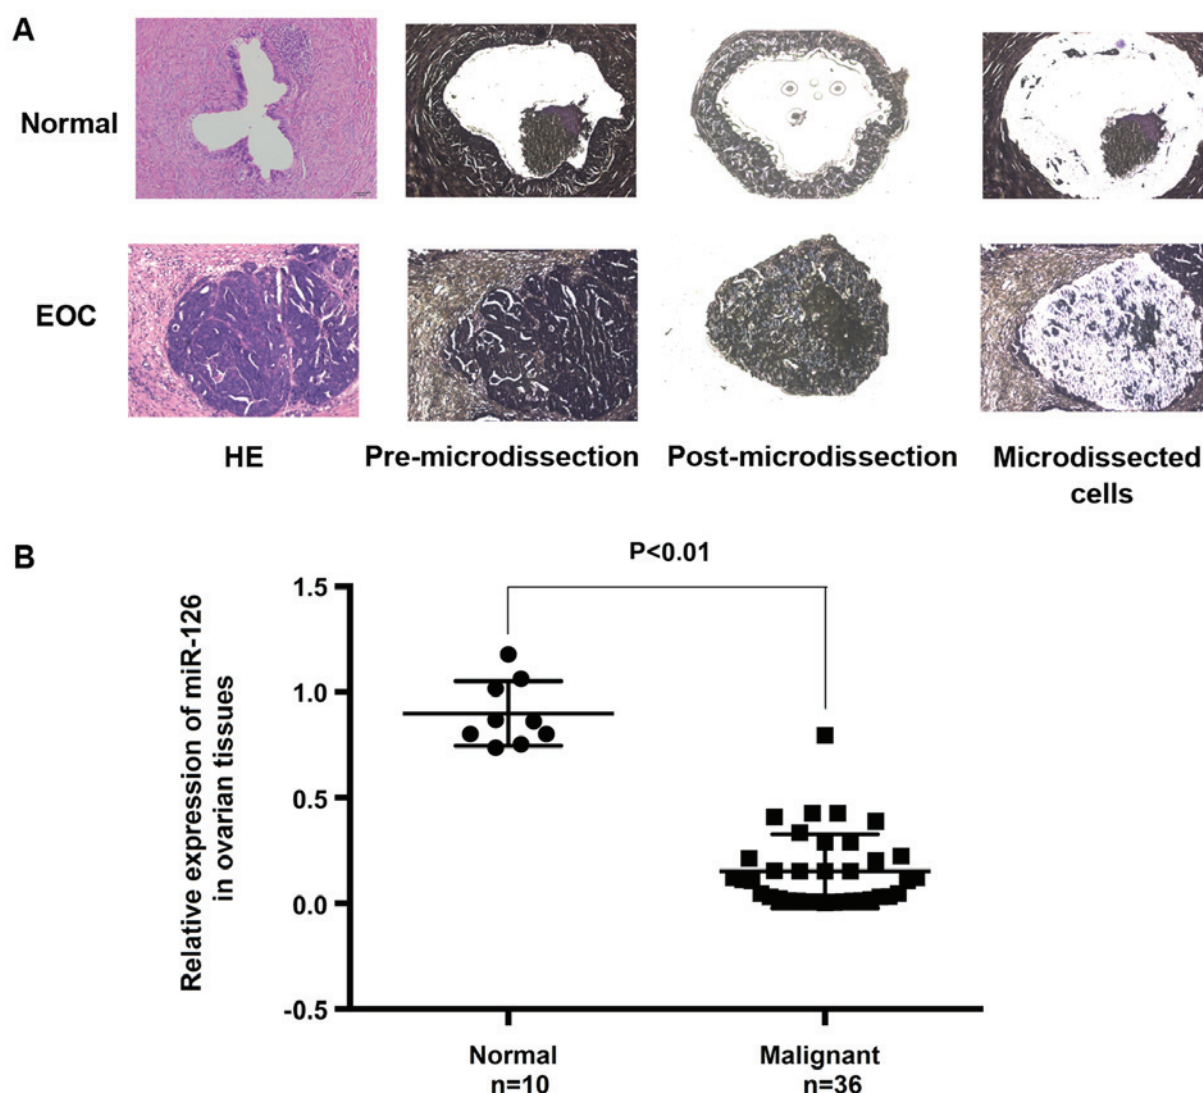 A
Normal
EOC
HE
Pre-microdissection
Post-microdissection
Microdissected
cells
B
P<0.01
Relative expression of miR-126
in ovarian tissues
1.5
1.0
0.5
0.0
-0.5
Normal
n=10
Malignant
n=36